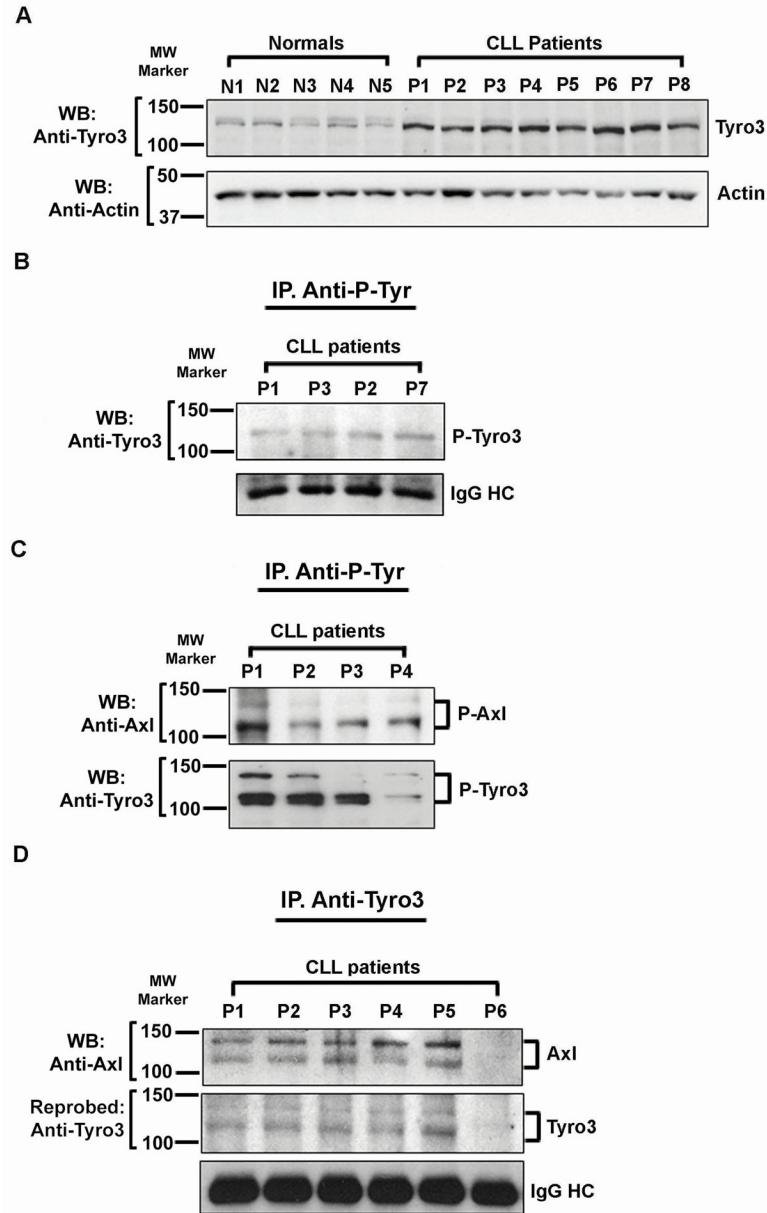 A
Normals CLL Patients
MW
Marker
N1 N2 N3 N4 N5 P1 P2 P3 P4 P5 P6 P7 P8
WB:
Anti-Tyro3
150
100
Tyro3
WB:
Anti-Actin
50
37
Actin
B
IP. Anti-P-Tyr
CLL patients
MW
Marker
P1 P3 P2 P7
WB:
Anti-Tyro3
150
100
P-Tyro3
IgG HC
C
IP. Anti-P-Tyr
CLL patients
MW
Marker
P1 P2 P3 P4
WB:
Anti-Axl
150
100
P-Axl
WB:
Anti-Tyro3
150
100
P-Tyro3
D
IP. Anti-Tyro3
CLL patients
MW
Marker
P1 P2 P3 P4 P5 P6
WB:
Anti-Axl
150
100
Axl
Reprobed:
Anti-Tyro3
150
100
Tyro3
IgG HC